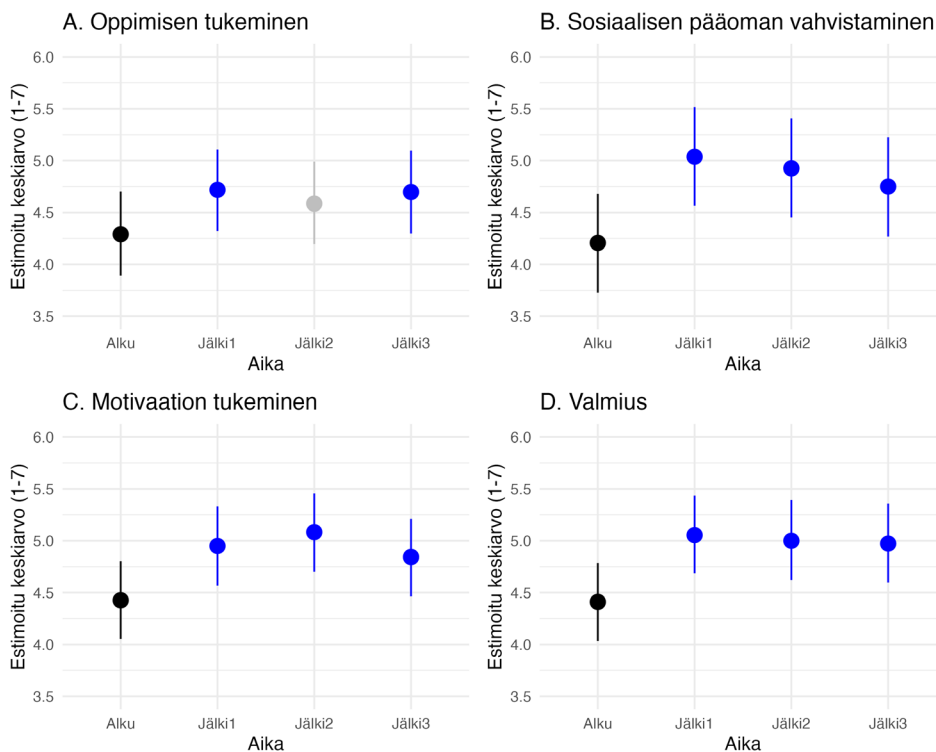 A. Oppimisen tukeminen
Estimoitu keskiarvo (1-7)
6.0
5.5
5.0
4.5
4.0
3.5
Alku Jälki1 Jälki2 Jälki3
Aika
B. Sosiaalisen pääoman vahvistaminen
Estimoitu keskiarvo (1-7)
6.0
5.5
5.0
4.5
4.0
3.5
Alku Jälki1 Jälki2 Jälki3
Aika
C. Motivaation tukeminen
Estimoitu keskiarvo (1-7)
6.0
5.5
5.0
4.5
4.0
3.5
Alku Jälki1 Jälki2 Jälki3
Aika
D. Valmius
Estimoitu keskiarvo (1-7)
6.0
5.5
5.0
4.5
4.0
3.5
Alku Jälki1 Jälki2 Jälki3
Aika